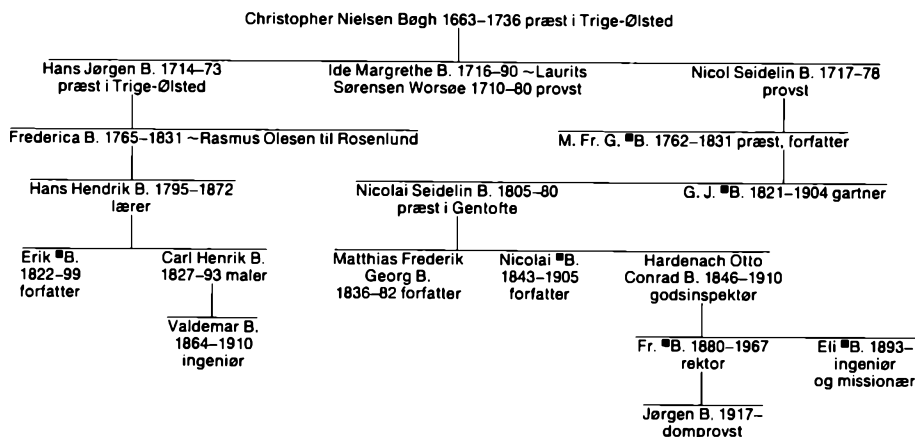 Christopher Nielsen Bøgh 1663–1736 præst i Trige-Ølsted
Hans Jørgen B. 1714–73
præst i Trige-Ølsted
Ide Margrethe B. 1716–90 ~Laurits
Sørensen Worsøe 1710–80 provst
Nicol Seidelin B. 1717–78
provst
Frederica B. 1765–1831 ~Rasmus Olesen til Rosenlund
M. Fr. G. ■B. 1762–1831 præst, forfatter
Hans Hendrik B. 1795–1872
lærer
Nicolai Seidelin B. 1805–80
præst i Gentofte
G. J. ■B. 1821–1904 gartner
Erik ■B.
1822–99
forfatter
Carl Henrik B.
1827–93 maler
Matthias Frederik
Georg B.
1836–82 forfatter
Nicolai ■B.
1843–1905
forfatter
Hardenach Otto
Conrad B. 1846–1910
godsinspektør
Valdemar B.
1864–1910
ingeniør
Fr. ■B. 1880–1967
rektor
Eli ■B. 1893–
ingeniør
og missionær
Jørgen B. 1917–
domprovst